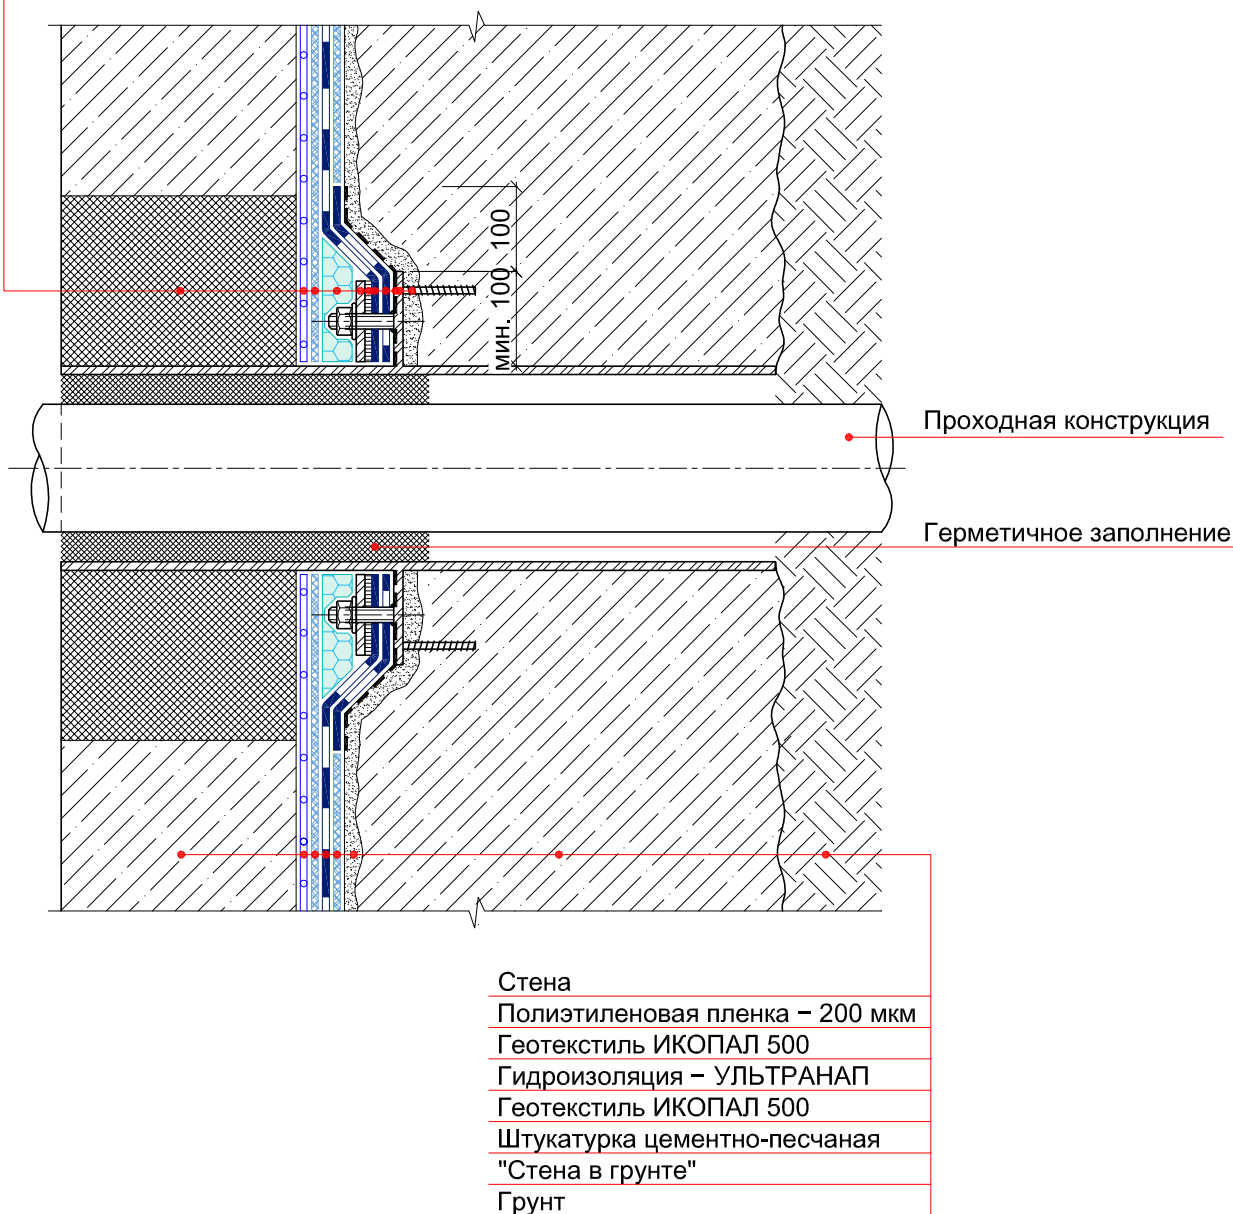 мин. 100 100
Проходная конструкция
Герметичное заполнение
Стена
Полиэтиленовая пленка – 200 мкм
Геотекстиль ИКОПАЛ 500
Гидроизоляция – УЛЬТРАНАП
Геотекстиль ИКОПАЛ 500
Штукатурка цементно-песчаная
"Стена в грунте"
Грунт